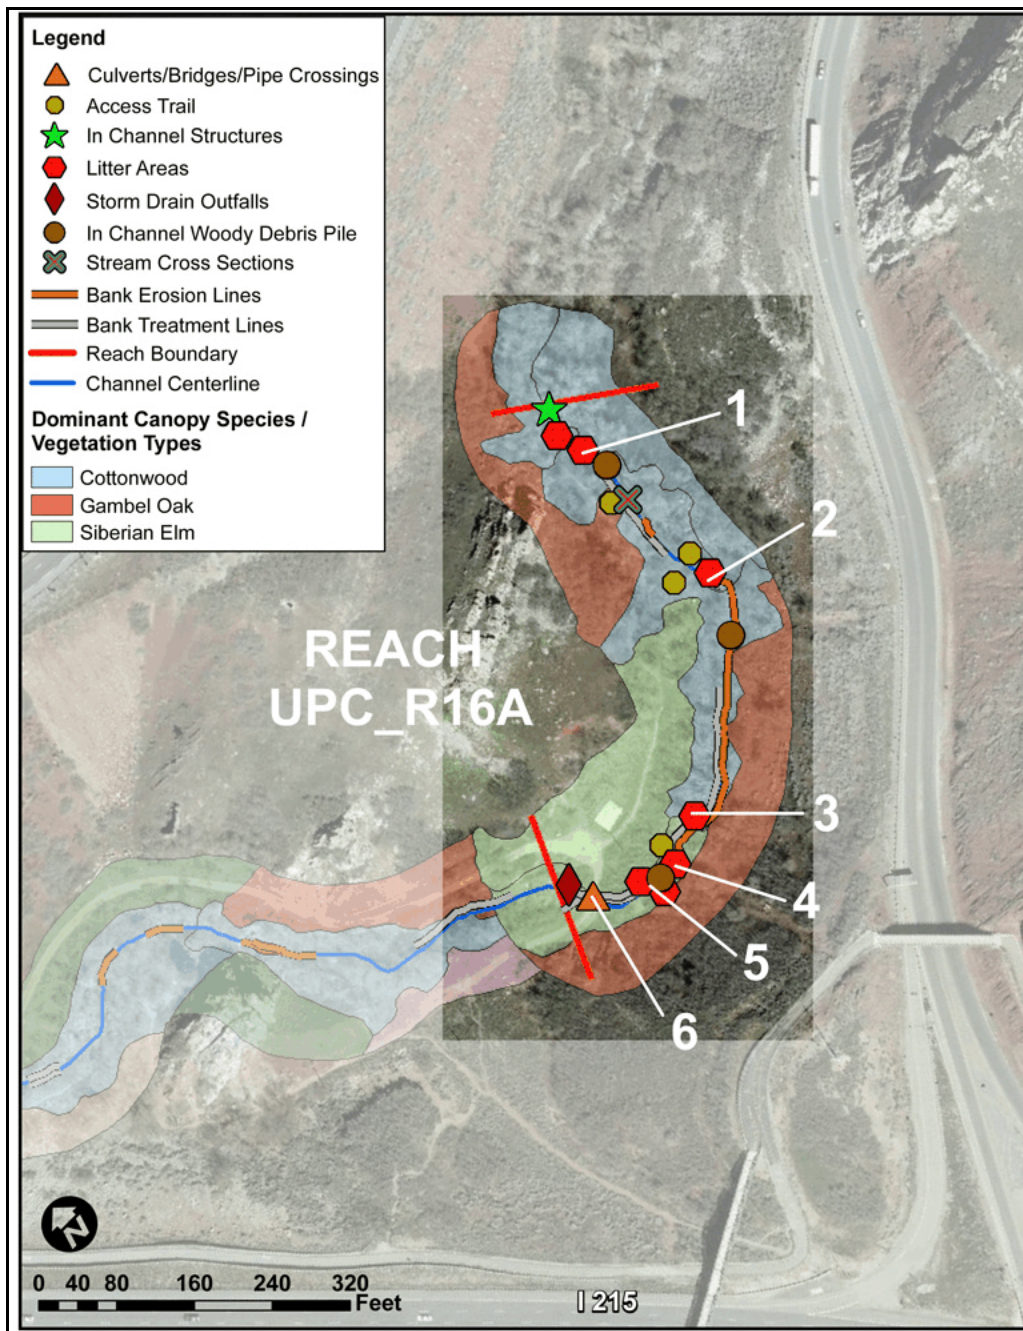 Legend
Culverts/Bridges/Pipe Crossings
Access Trail
In Channel Structures
Litter Areas
Storm Drain Outfalls
In Channel Woody Debris Pile
Stream Cross Sections
Bank Erosion Lines
Bank Treatment Lines
Reach Boundary
Channel Centerline
Dominant Canopy Species /
Vegetation Types
Cottonwood
Gambel Oak
Siberian Elm
1
2
REACH
UPC_R16A
3
4
5
6
N
0 40 80 160 240 320
Feet
I 215